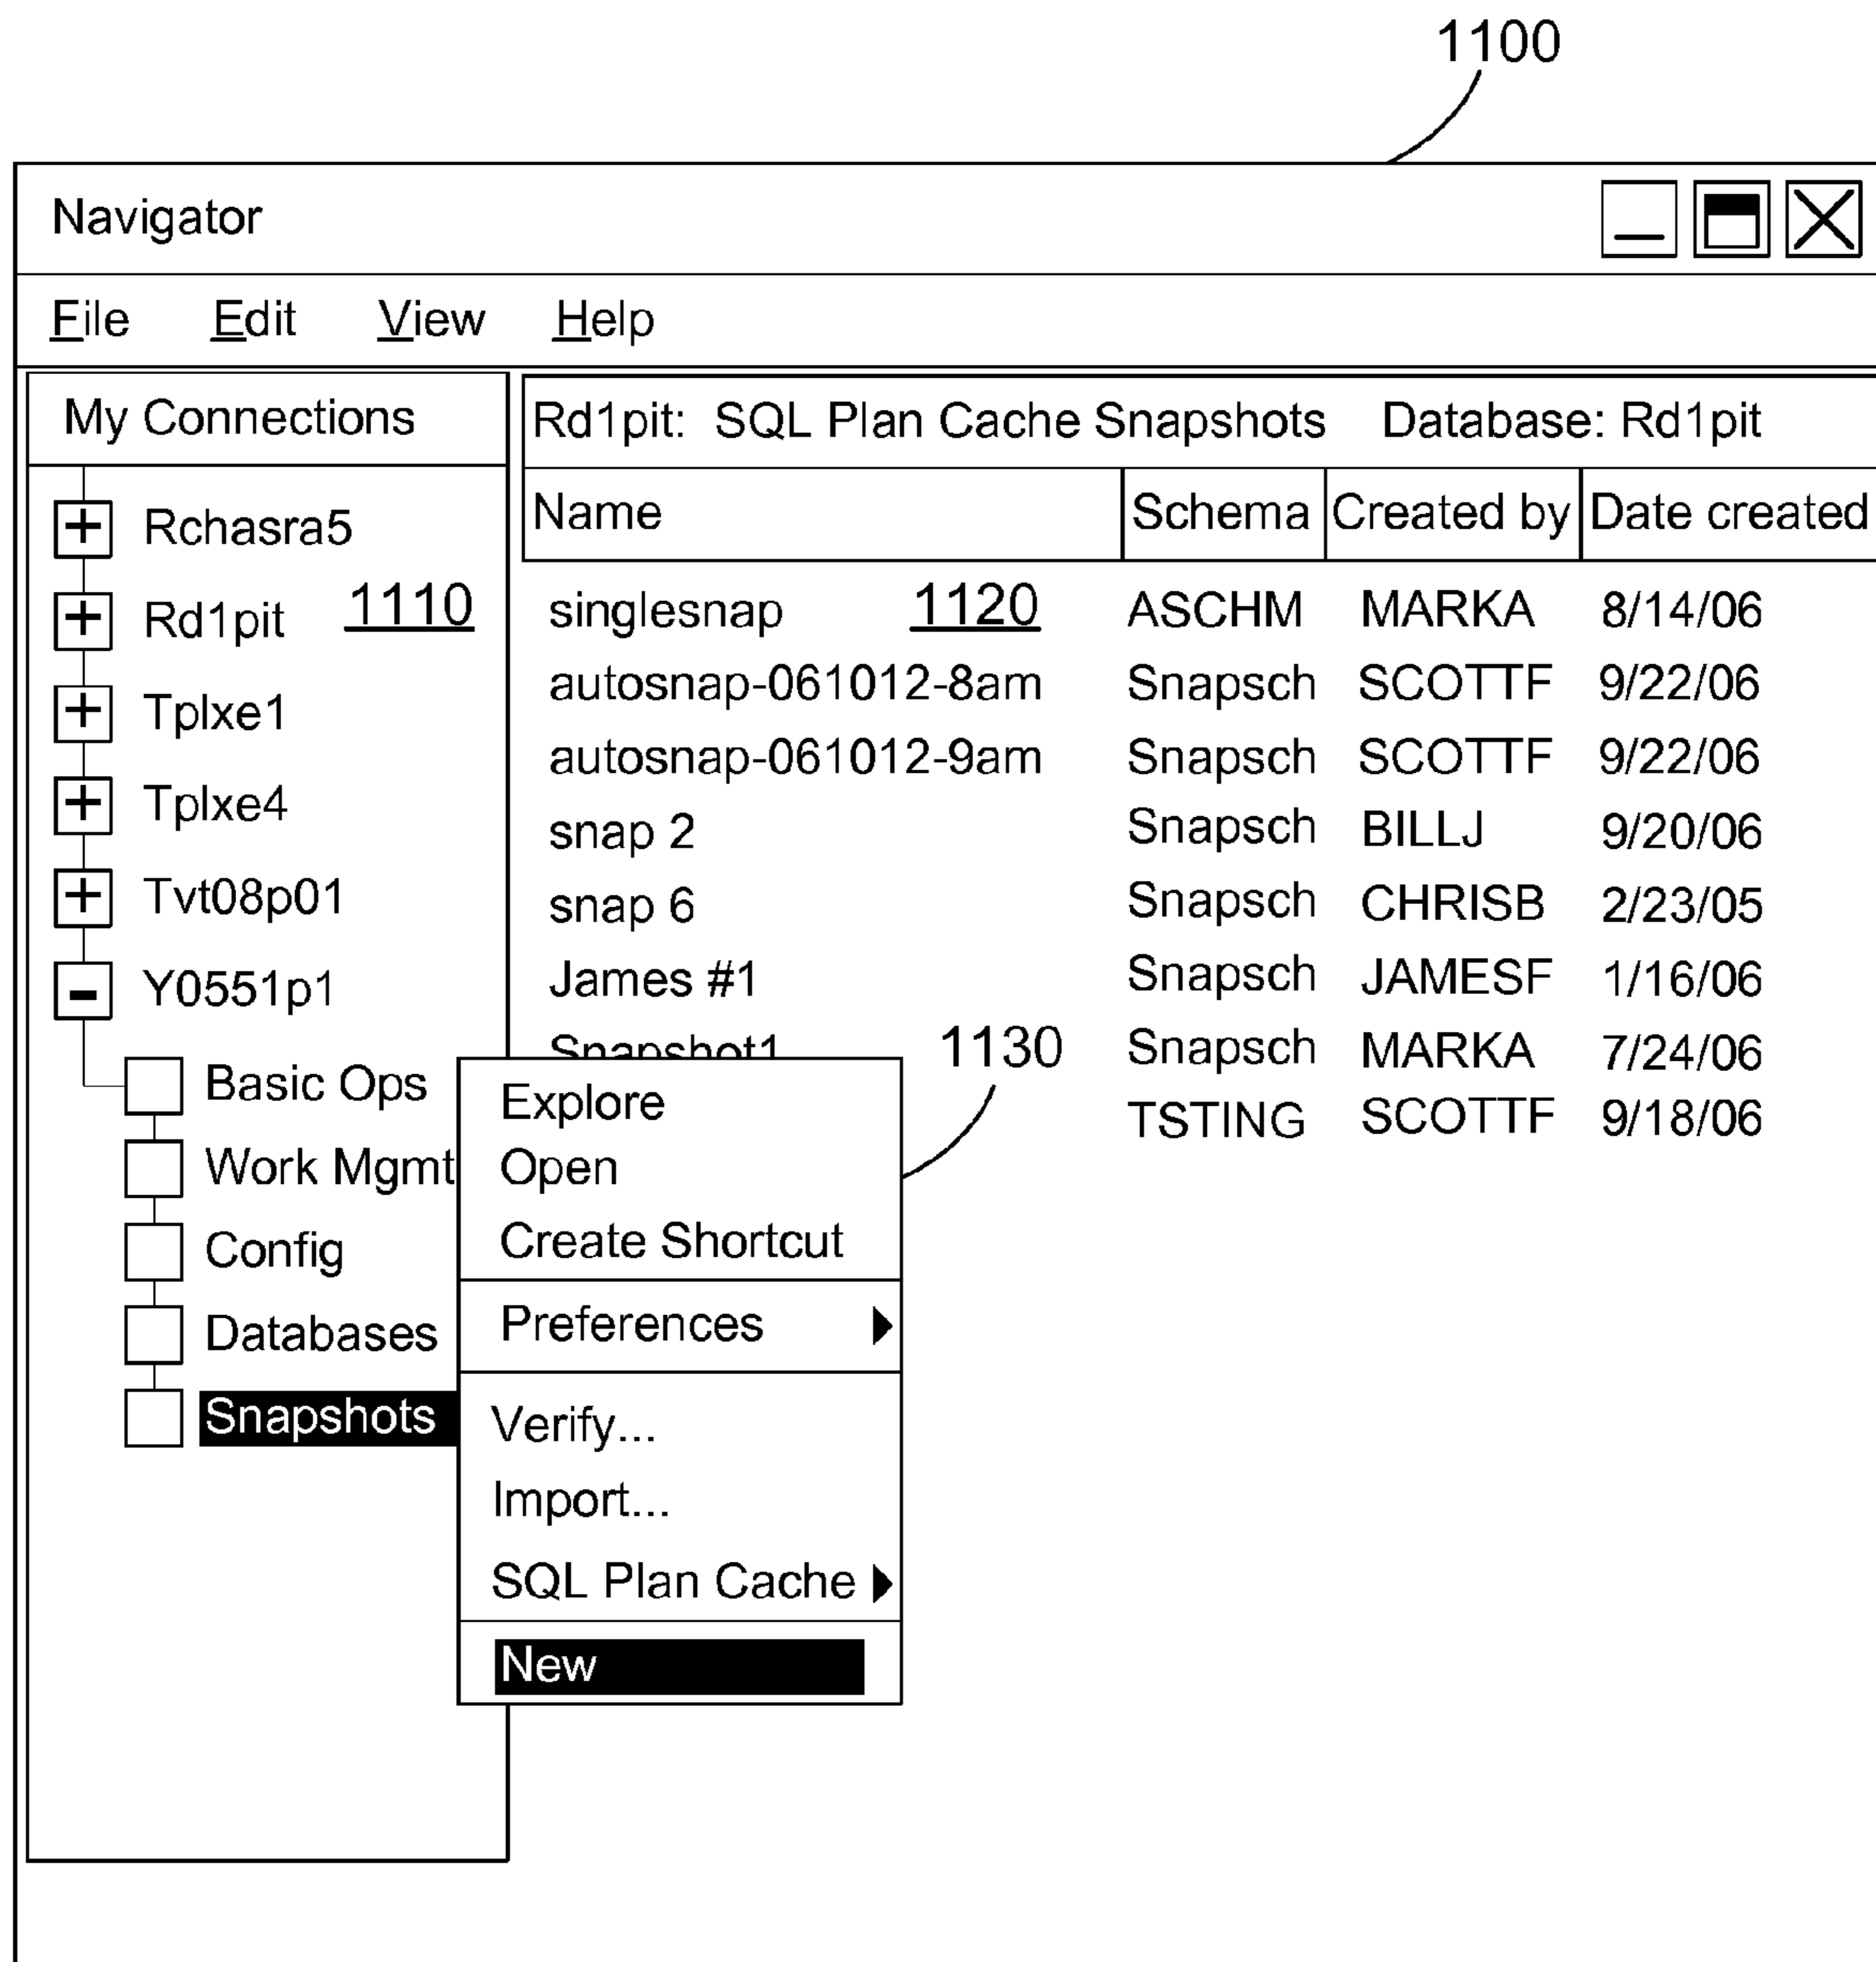 1100
Navigator
File Edit View Help
My Connections
Rchasra5
Rd1pit 1110
Tplxe1
Tplxe4
Tvt08p01
Y0551p1
Basic Ops
Work Mgmt
Config
Databases
Snapshots
Rd1pit: SQL Plan Cache Snapshots Database: Rd1pit
Name Schema Created by Date created
singlesnap 1120 ASCHM MARKA 8/14/06
autosnap-061012-8am Snapsch SCOTTF 9/22/06
autosnap-061012-9am Snapsch SCOTTF 9/22/06
snap 2 Snapsch BILLJ 9/20/06
snap 6 Snapsch CHRISB 2/23/05
James #1 Snapsch JAMESF 1/16/06
Snapshot1 1130 Snapsch MARKA 7/24/06
TSTING SCOTTF 9/18/06
Explore
Open
Create Shortcut
Preferences
Verify...
Import...
SQL Plan Cache
New